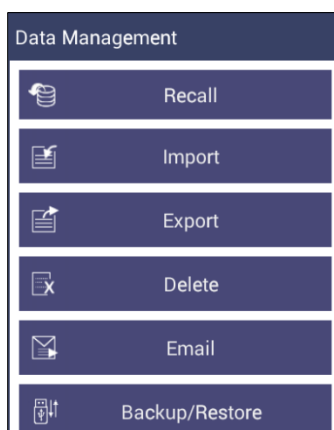 Data Management
Recall
Import
Export
Delete
Email
Backup/Restore